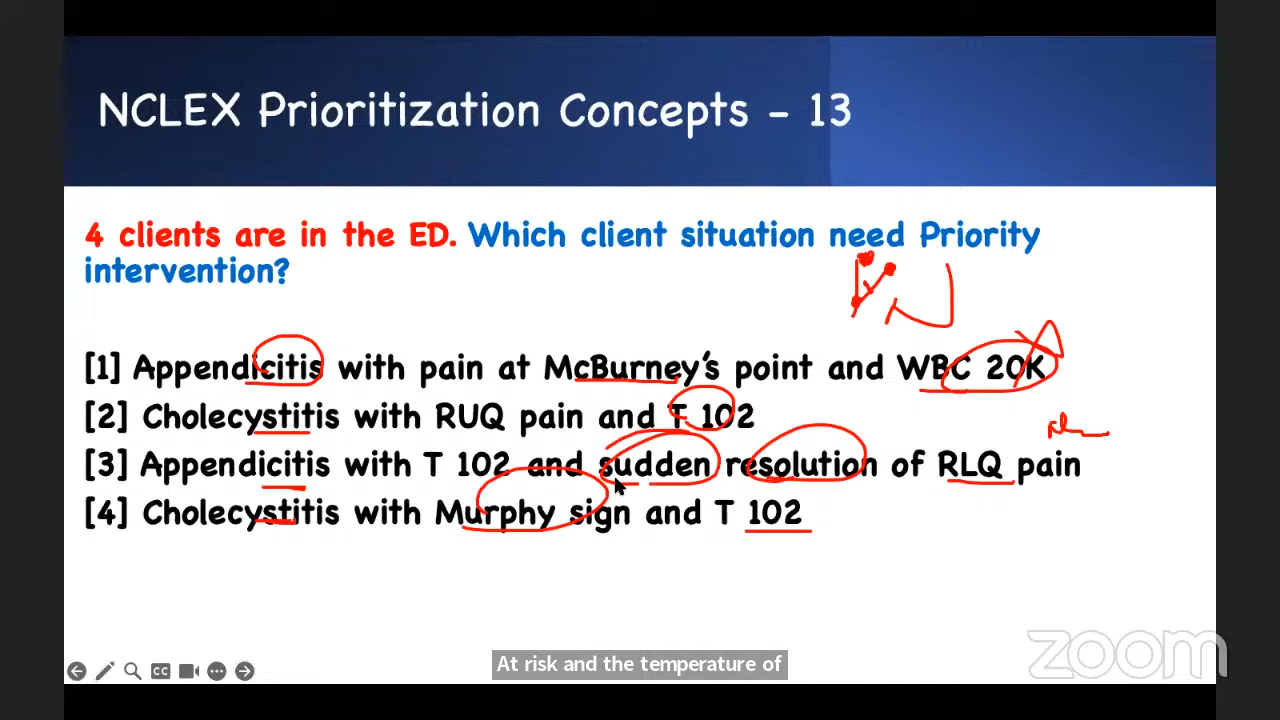 NCLEX Prioritization Concepts - 13
4 clients are in the ED. Which client situation need Priority
intervention?
[1] Appendicitis with pain at McBurney's point and WBC 20K
[2] Cholecystitis with RUQ pain and T 102
[3] Appendicitis with T 102 and sudden resolution of RLQ pain
[4] Cholecystitis with Murphy sign and T 102
At risk and the temperature of
CC
zoom